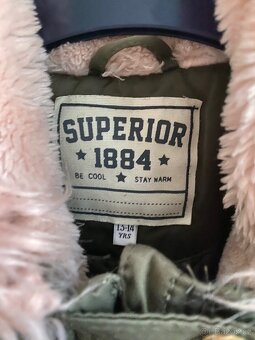 SUPERIOR
★ 1884 ★
BE COOL ★ STAY WARM
13-14
YRS